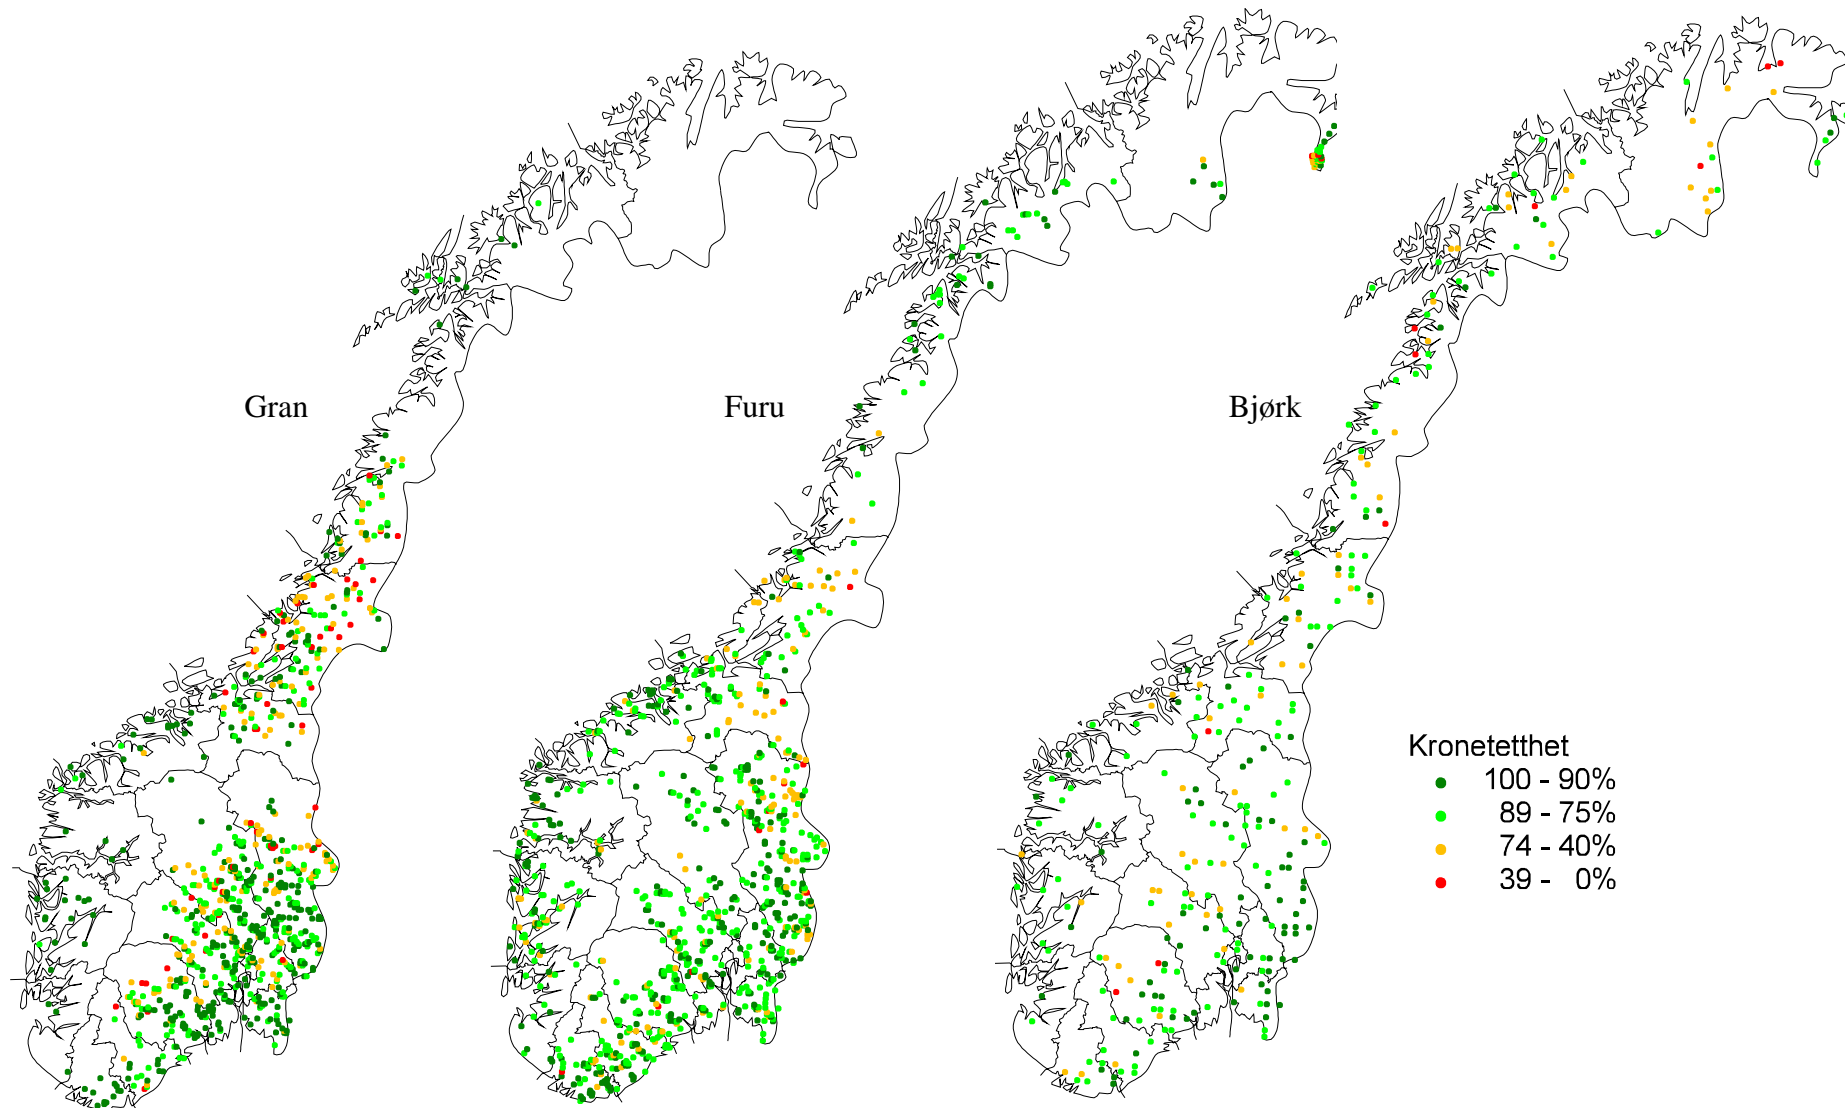 Gran
Furu
Bjørk
Kronetetthet
100 - 90%
89 - 75%
74 - 40%
39 - 0%